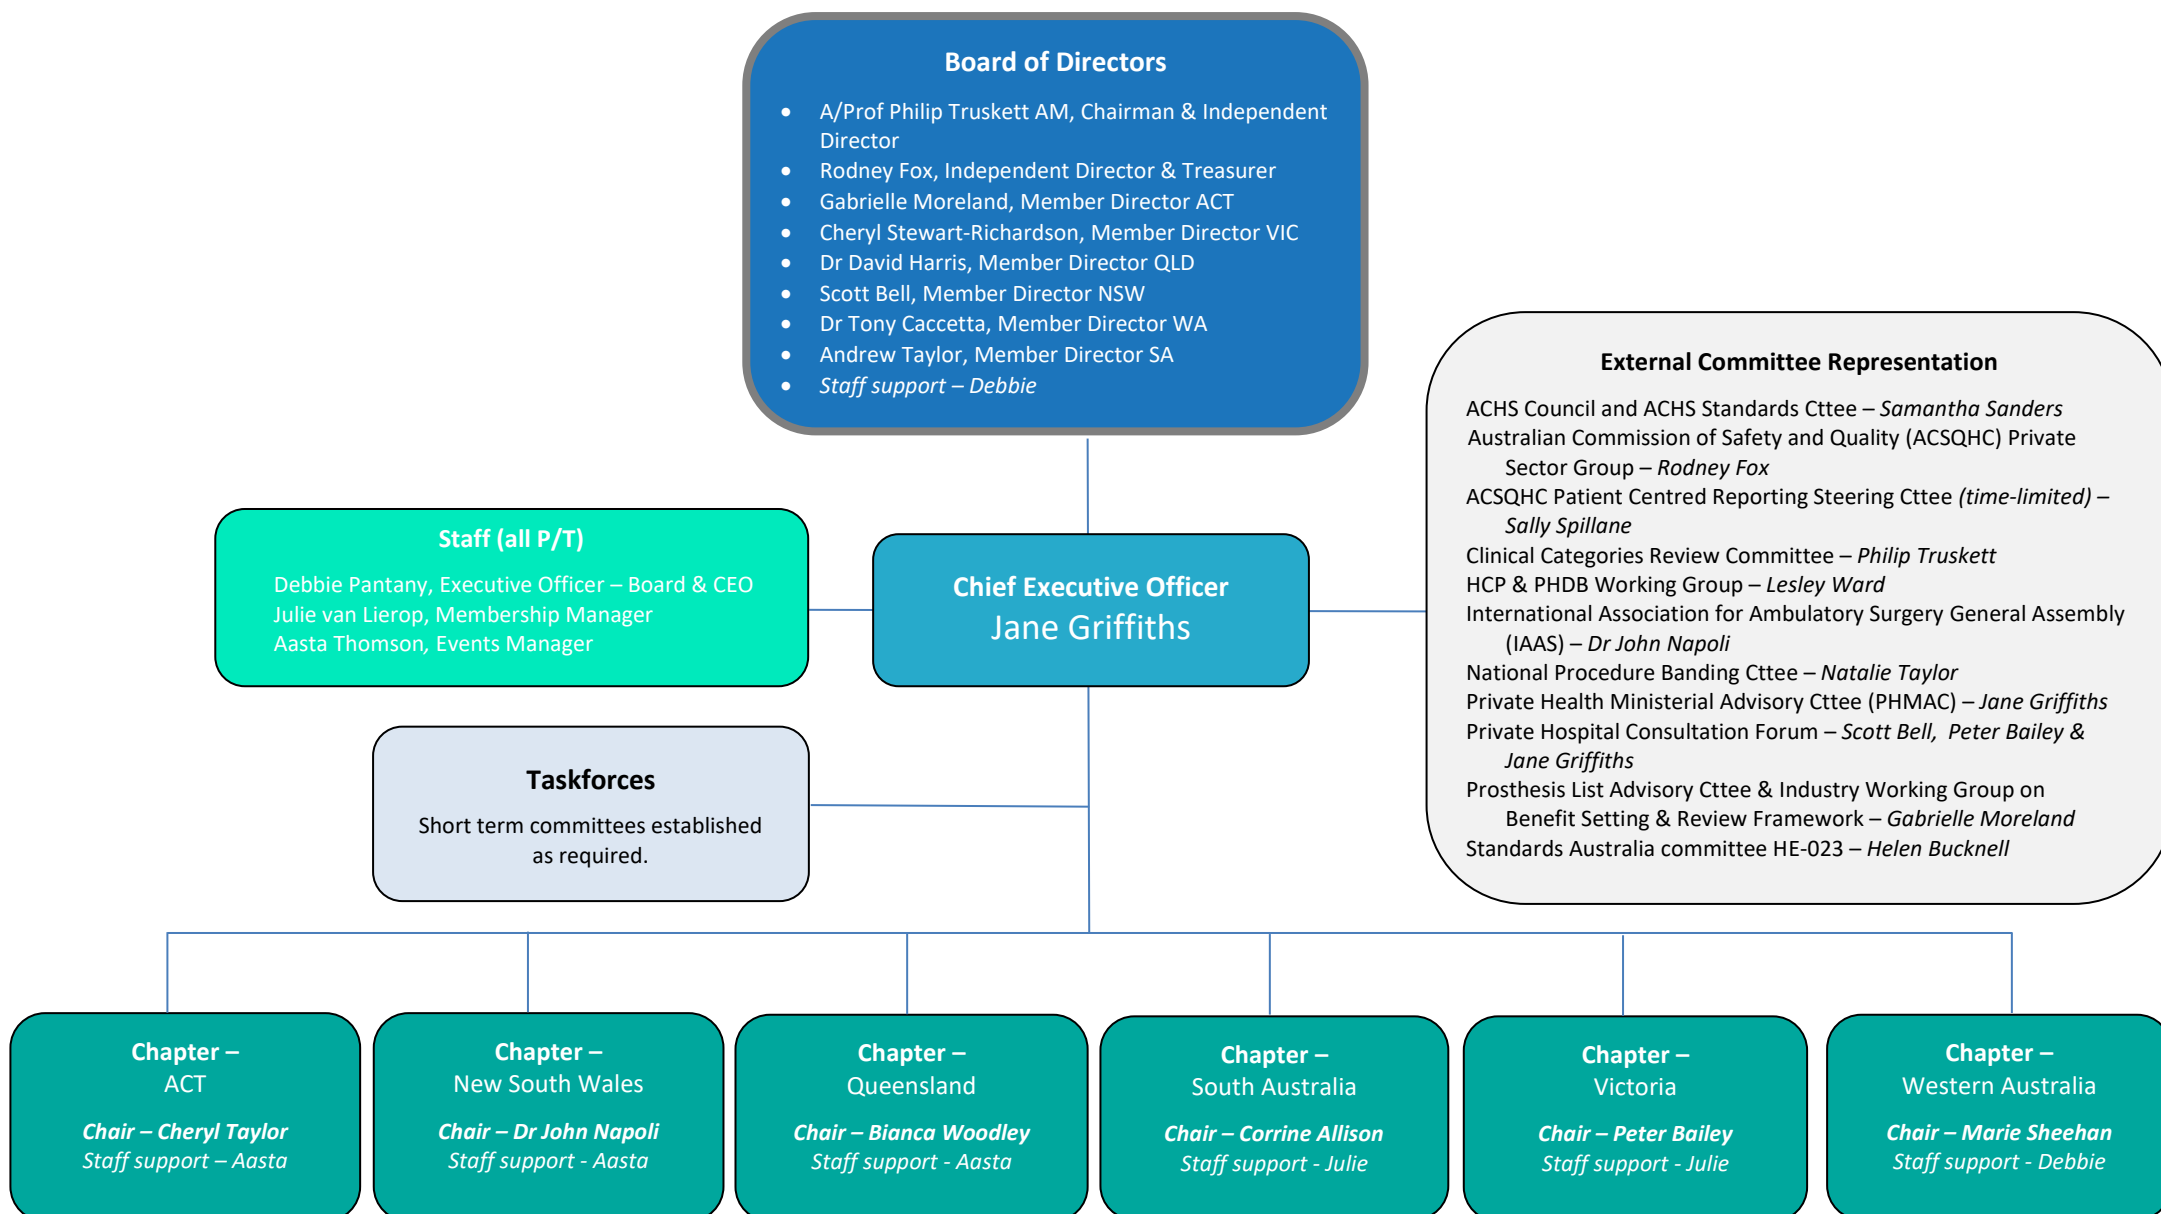 Board of Directors
• A/Prof Philip Truskett AM, Chairman & Independent
Director
• Rodney Fox, Independent Director & Treasurer
• Gabrielle Moreland, Member Director ACT
• Cheryl Stewart-Richardson, Member Director VIC
• Dr David Harris, Member Director QLD
• Scott Bell, Member Director NSW
• Dr Tony Caccetta, Member Director WA
• Andrew Taylor, Member Director SA
• Staff support – Debbie
External Committee Representation
ACHS Council and ACHS Standards Cttee – Samantha Sanders
Australian Commission of Safety and Quality (ACSQHC) Private
Sector Group – Rodney Fox
ACSQHC Patient Centred Reporting Steering Cttee (time-limited) –
Sally Spillane
Clinical Categories Review Committee – Philip Truskett
HCP & PHDB Working Group – Lesley Ward
International Association for Ambulatory Surgery General Assembly
(IAAS) – Dr John Napoli
National Procedure Banding Cttee – Natalie Taylor
Private Health Ministerial Advisory Cttee (PHMAC) – Jane Griffiths
Private Hospital Consultation Forum – Scott Bell, Peter Bailey &
Jane Griffiths
Prosthesis List Advisory Cttee & Industry Working Group on
Benefit Setting & Review Framework – Gabrielle Moreland
Standards Australia committee HE-023 – Helen Bucknell
Staff (all P/T)
Debbie Pantany, Executive Officer – Board & CEO
Julie van Lierop, Membership Manager
Aasta Thomson, Events Manager
Chief Executive Officer
Jane Griffiths
Taskforces
Short term committees established
as required.
Chapter –
ACT
Chair – Cheryl Taylor
Staff support – Aasta
Chapter –
New South Wales
Chair – Dr John Napoli
Staff support - Aasta
Chapter –
Queensland
Chair – Bianca Woodley
Staff support - Aasta
Chapter –
South Australia
Chair – Corrine Allison
Staff support - Julie
Chapter –
Victoria
Chair – Peter Bailey
Staff support - Julie
Chapter –
Western Australia
Chair – Marie Sheehan
Staff support - Debbie